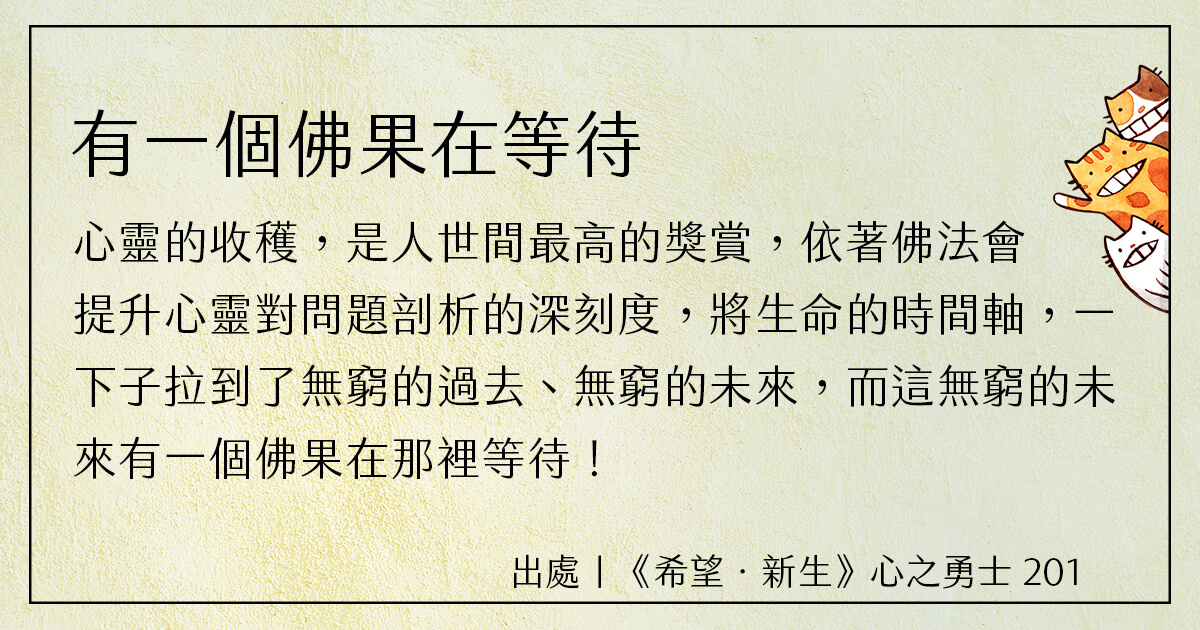 有一個佛果在等待
心靈的收穫，是人世間最高的獎賞，依著佛法會
提升心靈對問題剖析的深刻度，將生命的時間軸，一
下子拉到了無窮的過去、無窮的未來，而這無窮的未
來有一個佛果在那裡等待！
出處｜《希望．新生》心之勇士 201